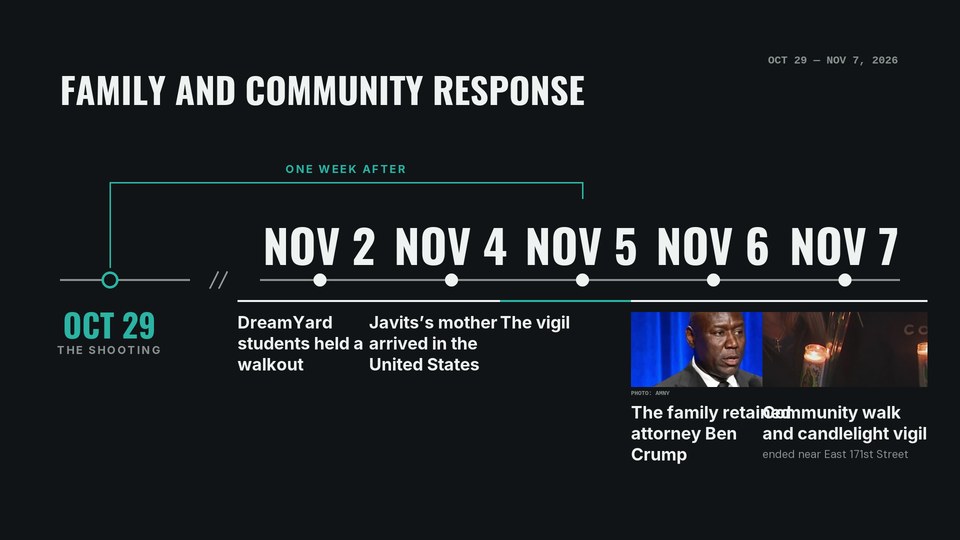 OCT 29 — NOV 7, 2026
FAMILY AND COMMUNITY RESPONSE
ONE WEEK AFTER
NOV 2
NOV 4
NOV 5
NOV 6
NOV 7
//
OCT 29
THE SHOOTING
DreamYard
students held a
walkout
Javits’s mother
arrived in the
United States
The vigil
CO
PHOTO: AMNY
The family retained
attorney Ben
Crump
Community walk
and candlelight vigil
ended near East 171st Street